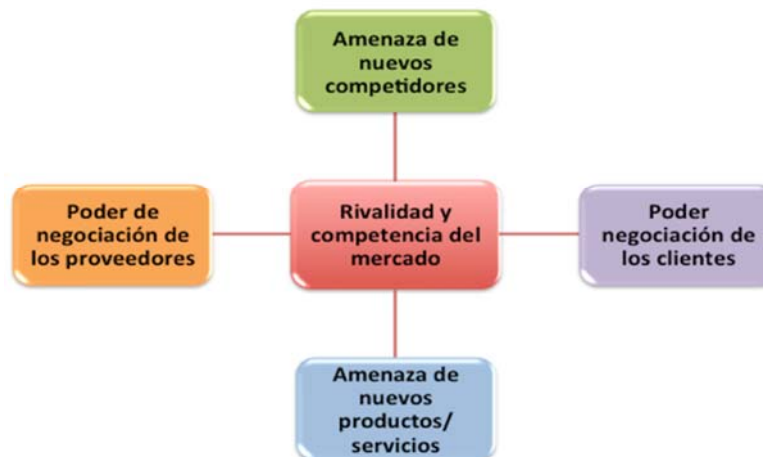 Amenaza de
nuevos
competidores
Poder de
negociación de
los proveedores
Rivalidad y
competencia del
mercado
Poder
negociación de
los clientes
Amenaza de
nuevos
productos/
servicios